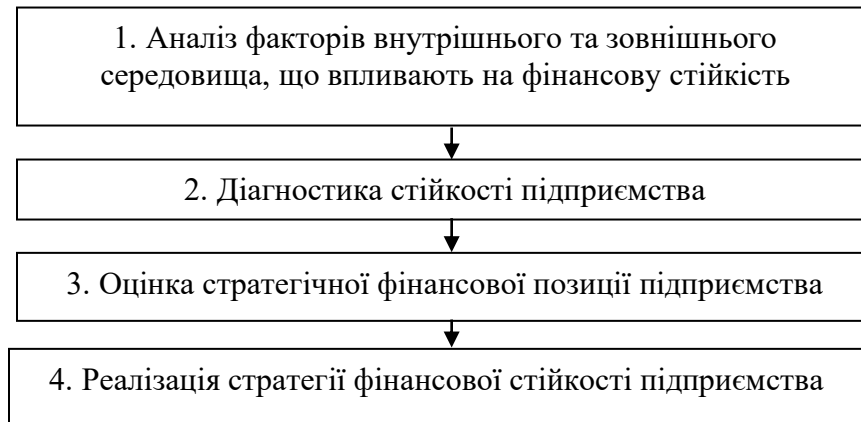 1. Аналіз факторів внутрішнього та зовнішнього
середовища, що впливають на фінансову стійкість
2. Діагностика стійкості підприємства
3. Оцінка стратегічної фінансової позиції підприємства
4. Реалізація стратегії фінансової стійкості підприємства